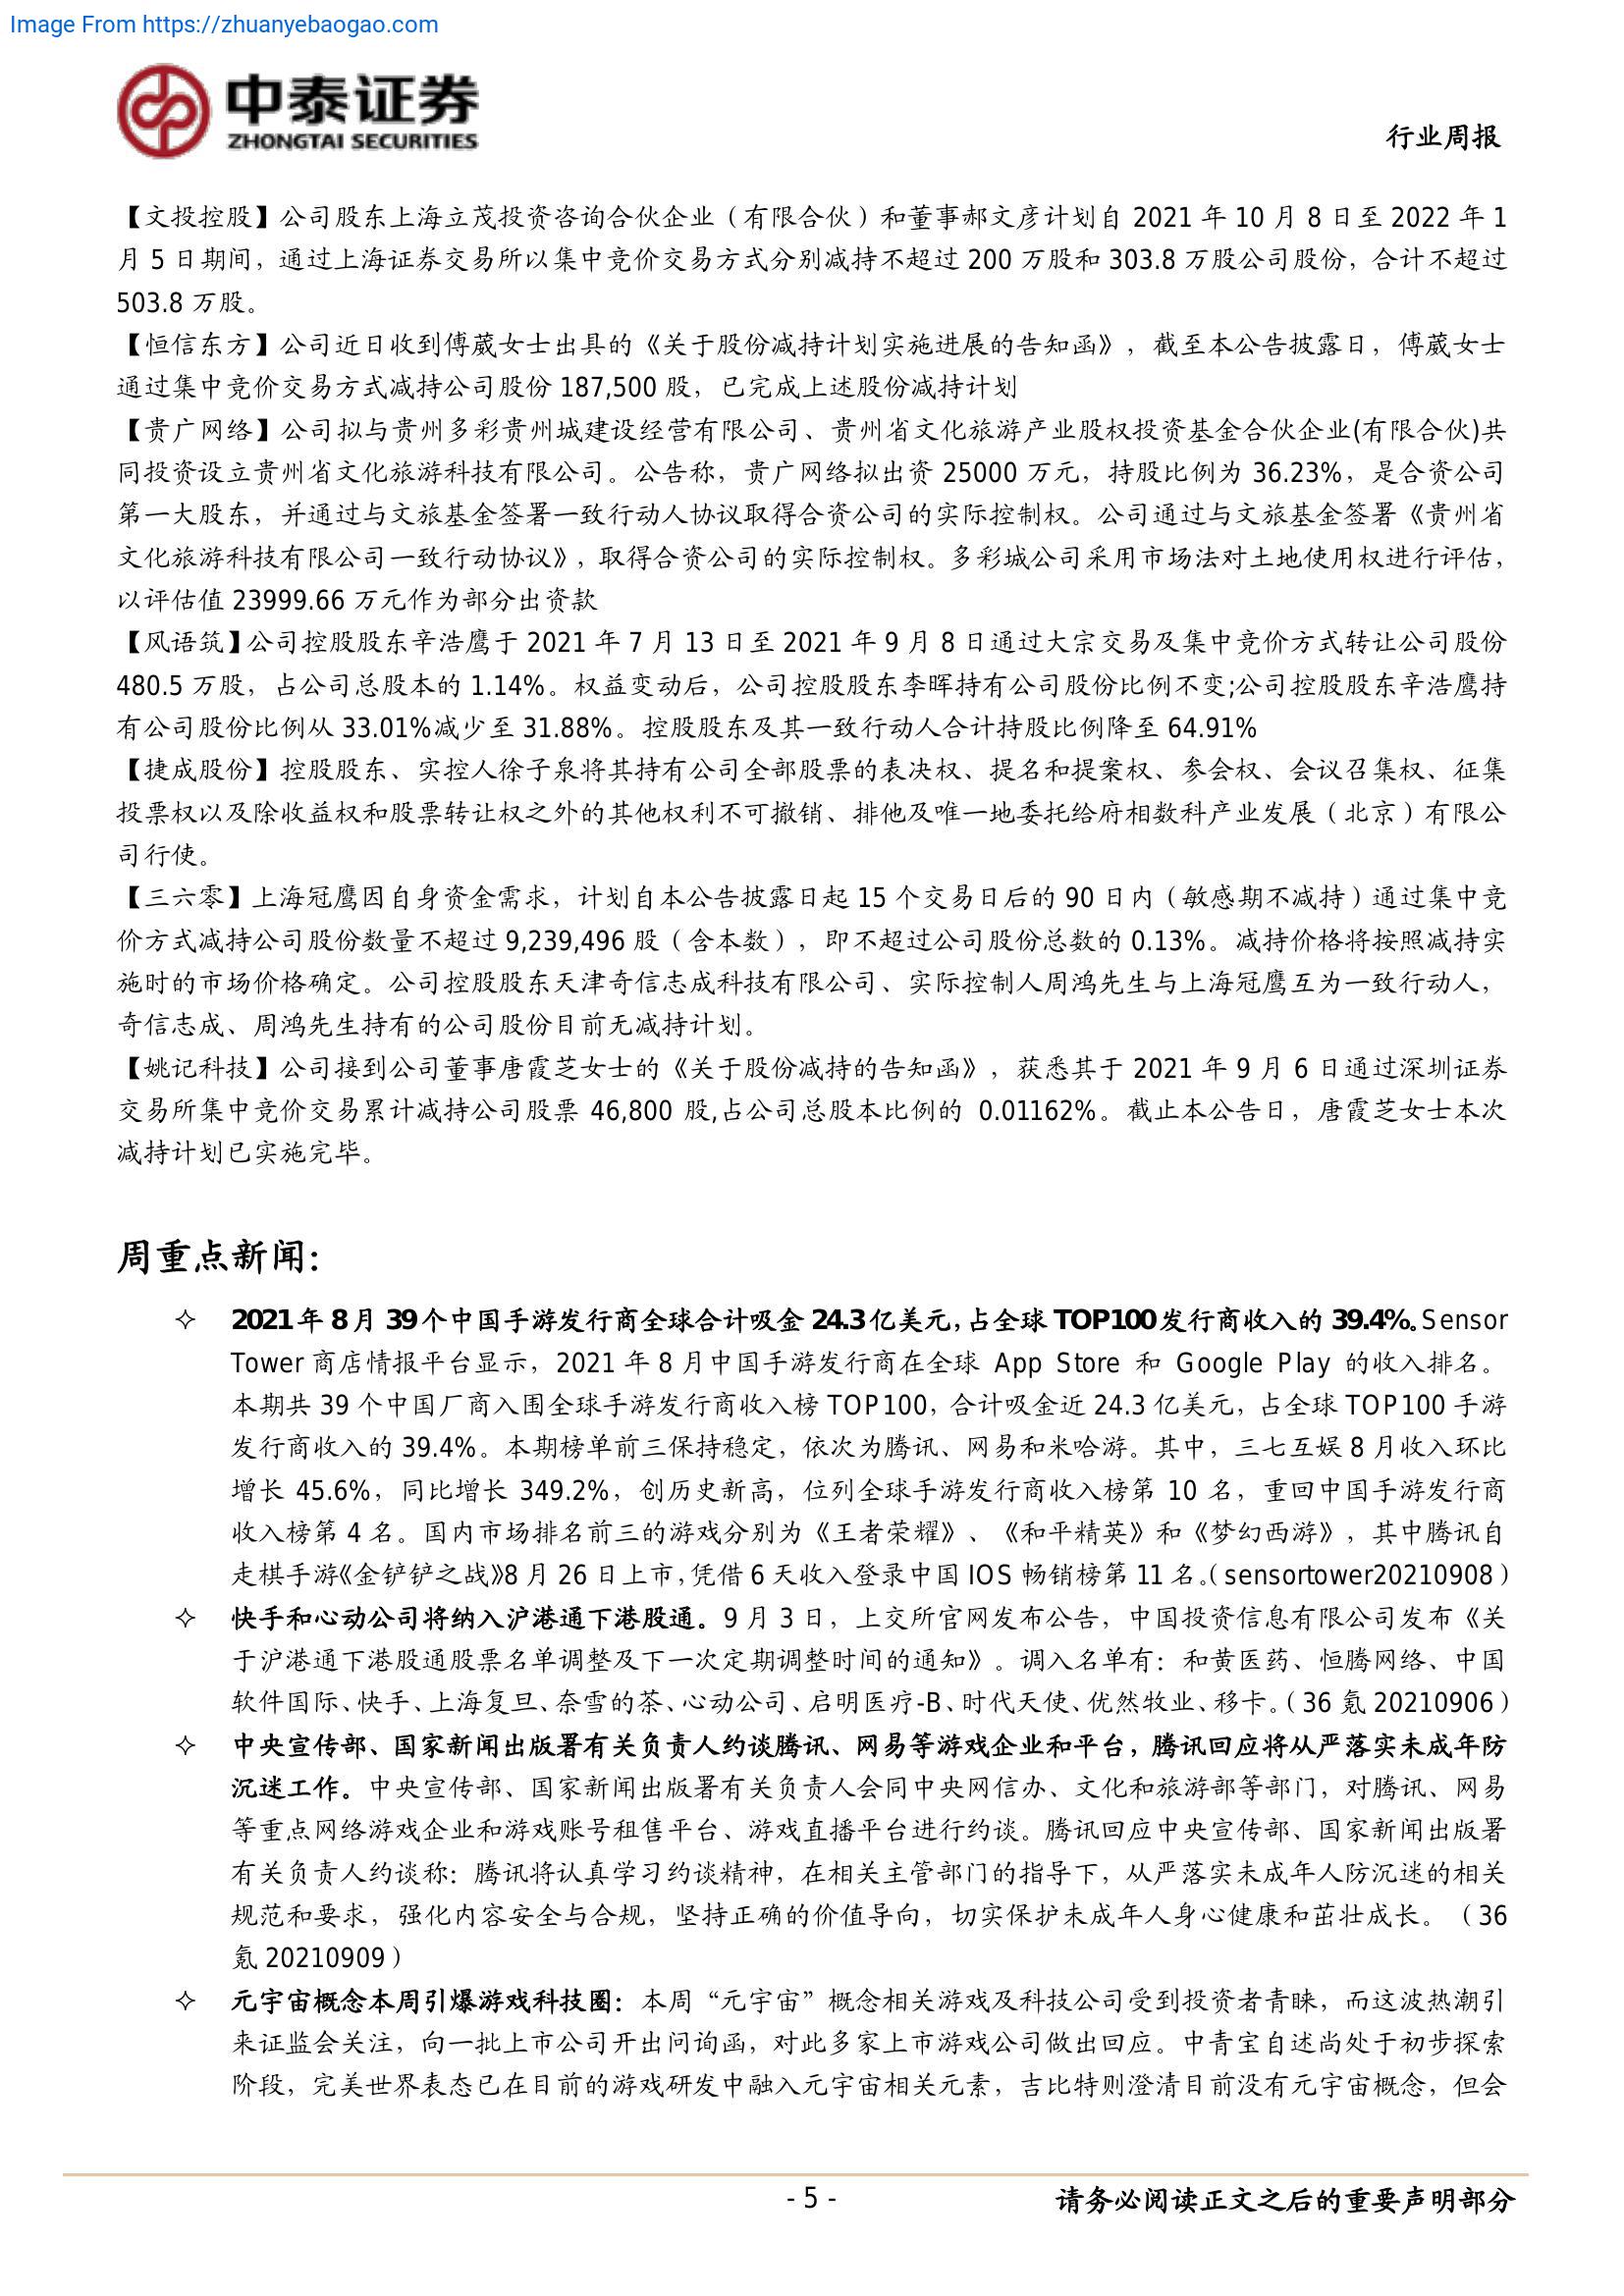 Image From https://zhuanyebaogao.com
中泰证券
ZHONGTAI SECURITIES
行业周报
【文投控股】公司股东上海立茂投资咨询合伙企业（有限合伙）和董事郝文彦计划自 2021 年 10 月 8 日至 2022 年 1
月 5 日期间，通过上海证券交易所以集中竞价交易方式分别减持不超过 200 万股和 303.8 万股公司股份，合计不超过
503.8 万股。
【恒信东方】公司近日收到傅葳女士出具的《关于股份减持计划实施进展的告知函》，截至本公告披露日，傅葳女士
通过集中竞价交易方式减持公司股份 187,500 股，已完成上述股份减持计划
【贵广网络】公司拟与贵州多彩贵州城建设经营有限公司、贵州省文化旅游产业股权投资基金合伙企业(有限合伙)共
同投资设立贵州省文化旅游科技有限公司。公告称，贵广网络拟出资 25000 万元，持股比例为 36.23%，是合资公司
第一大股东，并通过与文旅基金签署一致行动人协议取得合资公司的实际控制权。公司通过与文旅基金签署《贵州省
文化旅游科技有限公司一致行动协议》，取得合资公司的实际控制权。多彩城公司采用市场法对土地使用权进行评估，
以评估值 23999.66 万元作为部分出资款
【风语筑】公司控股股东辛浩鹰于 2021 年 7 月 13 日至 2021 年 9 月 8 日通过大宗交易及集中竞价方式转让公司股份
480.5 万股，占公司总股本的 1.14%。权益变动后，公司控股股东李晖持有公司股份比例不变;公司控股股东辛浩鹰持
有公司股份比例从 33.01%减少至 31.88%。控股股东及其一致行动人合计持股比例降至 64.91%
【捷成股份】控股股东、实控人徐子泉将其持有公司全部股票的表决权、提名和提案权、参会权、会议召集权、征集
投票权以及除收益权和股票转让权之外的其他权利不可撤销、排他及唯一地委托给府相数科产业发展（北京）有限公
司行使。
【三六零】上海冠鹰因自身资金需求，计划自本公告披露日起 15 个交易日后的 90 日内（敏感期不减持）通过集中竞
价方式减持公司股份数量不超过 9,239,496 股（含本数），即不超过公司股份总数的 0.13%。减持价格将按照减持实
施时的市场价格确定。公司控股股东天津奇信志成科技有限公司、实际控制人周鸿先生与上海冠鹰互为一致行动人，
奇信志成、周鸿先生持有的公司股份目前无减持计划。
【姚记科技】公司接到公司董事唐霞芝女士的《关于股份减持的告知函》，获悉其于 2021 年 9 月 6 日通过深圳证券
交易所集中竞价交易累计减持公司股票 46,800 股,占公司总股本比例的 0.01162%。截止本公告日，唐霞芝女士本次
减持计划已实施完毕。
周重点新闻：
✧ 2021 年 8 月 39 个中国手游发行商全球合计吸金 24.3 亿美元，占全球 TOP100 发行商收入的 39.4%。Sensor
Tower 商店情报平台显示，2021 年 8 月中国手游发行商在全球 App Store 和 Google Play 的收入排名。
本期共 39 个中国厂商入围全球手游发行商收入榜 TOP100，合计吸金近 24.3 亿美元，占全球 TOP100 手游
发行商收入的 39.4%。本期榜单前三保持稳定，依次为腾讯、网易和米哈游。其中，三七互娱 8 月收入环比
增长 45.6%，同比增长 349.2%，创历史新高，位列全球手游发行商收入榜第 10 名，重回中国手游发行商
收入榜第 4 名。国内市场排名前三的游戏分别为《王者荣耀》、《和平精英》和《梦幻西游》，其中腾讯自
走棋手游《金铲铲之战》8 月 26 日上市，凭借 6 天收入登录中国 IOS 畅销榜第 11 名。（sensortower20210908）
✧ 快手和心动公司将纳入沪港通下港股通。9 月 3 日，上交所官网发布公告，中国投资信息有限公司发布《关
于沪港通下港股通股票名单调整及下一次定期调整时间的通知》。调入名单有：和黄医药、恒腾网络、中国
软件国际、快手、上海复旦、奈雪的茶、心动公司、启明医疗-B、时代天使、优然牧业、移卡。（36 氪 20210906）
✧ 中央宣传部、国家新闻出版署有关负责人约谈腾讯、网易等游戏企业和平台，腾讯回应将从严落实未成年防
沉迷工作。中央宣传部、国家新闻出版署有关负责人会同中央网信办、文化和旅游部等部门，对腾讯、网易
等重点网络游戏企业和游戏账号租售平台、游戏直播平台进行约谈。腾讯回应中央宣传部、国家新闻出版署
有关负责人约谈称：腾讯将认真学习约谈精神，在相关主管部门的指导下，从严落实未成年人防沉迷的相关
规范和要求，强化内容安全与合规，坚持正确的价值导向，切实保护未成年人身心健康和茁壮成长。（36
氪 20210909）
✧ 元宇宙概念本周引爆游戏科技圈：本周“元宇宙”概念相关游戏及科技公司受到投资者青睐，而这波热潮引
来证监会关注，向一批上市公司开出问询函，对此多家上市游戏公司做出回应。中青宝自述尚处于初步探索
阶段，完美世界表态已在目前的游戏研发中融入元宇宙相关元素，吉比特则澄清目前没有元宇宙概念，但会
- 5 -
请务必阅读正文之后的重要声明部分